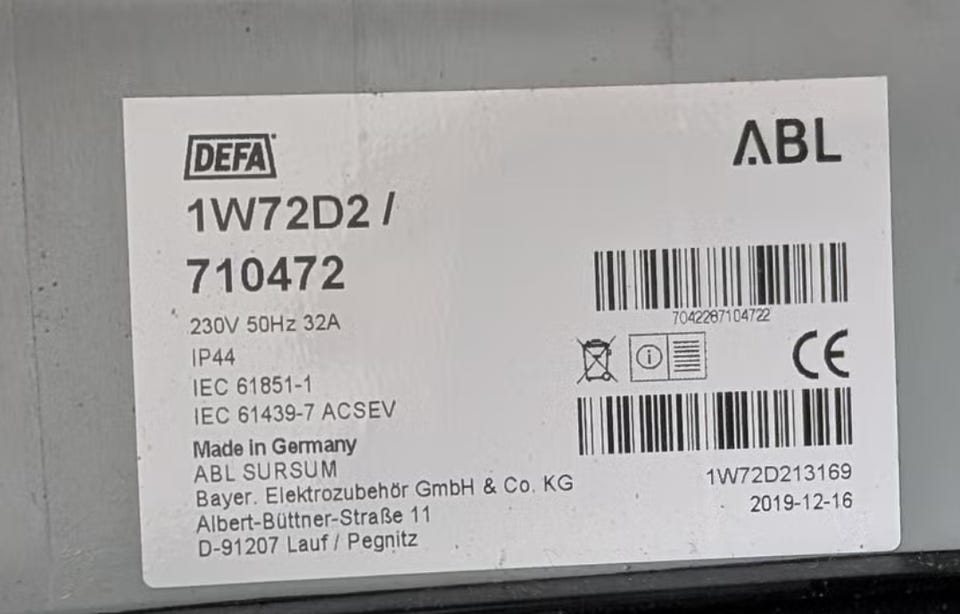 DEFA
ABL
1W72D2 /
710472
7042287104722
230V 50Hz 32A
IP44
IEC 61851-1
IEC 61439-7 ACSEV
CE
Made in Germany
ABL SURSUM
Bayer. Elektrozubehör GmbH & Co. KG
Albert-Büttner-Straße 11
D-91207 Lauf / Pegnitz
1W72D213169
2019-12-16